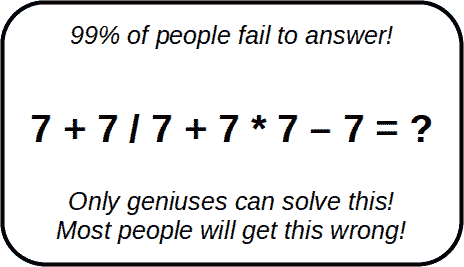 99% of people fail to answer!
7 + 7 / 7 + 7 * 7 – 7 = ?
Only geniuses can solve this!
Most people will get this wrong!